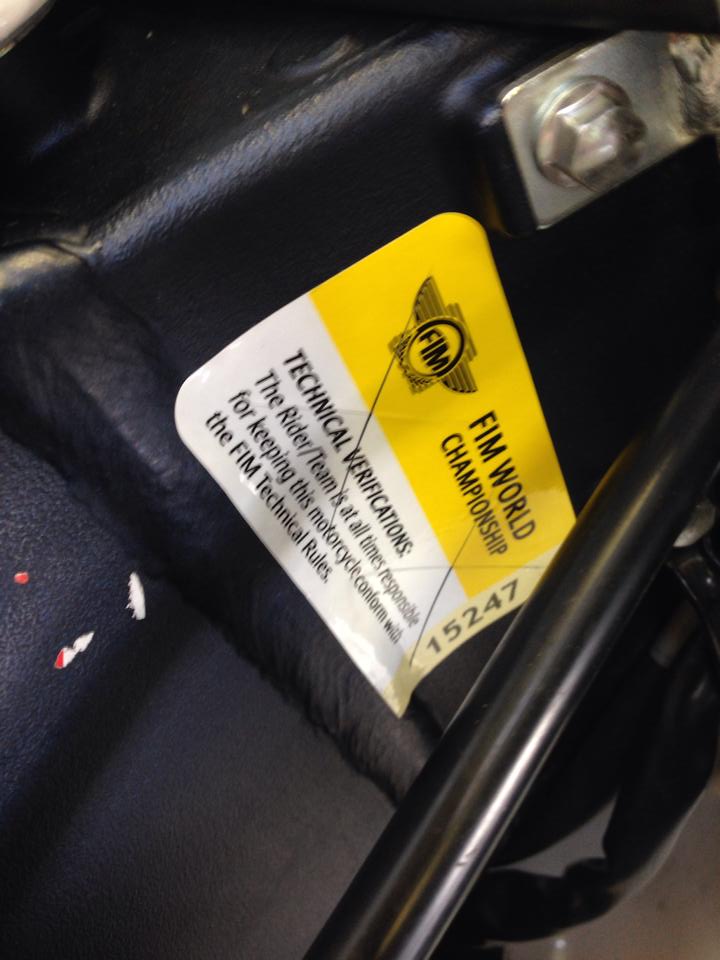 FIM
FIM WORLD
CHAMPIONSHIP
TECHNICAL VERIFICATIONS:
The Rider/Team is at all times responsible
for keeping this motorcycle conform with
the FIM Technical Rules.
15247